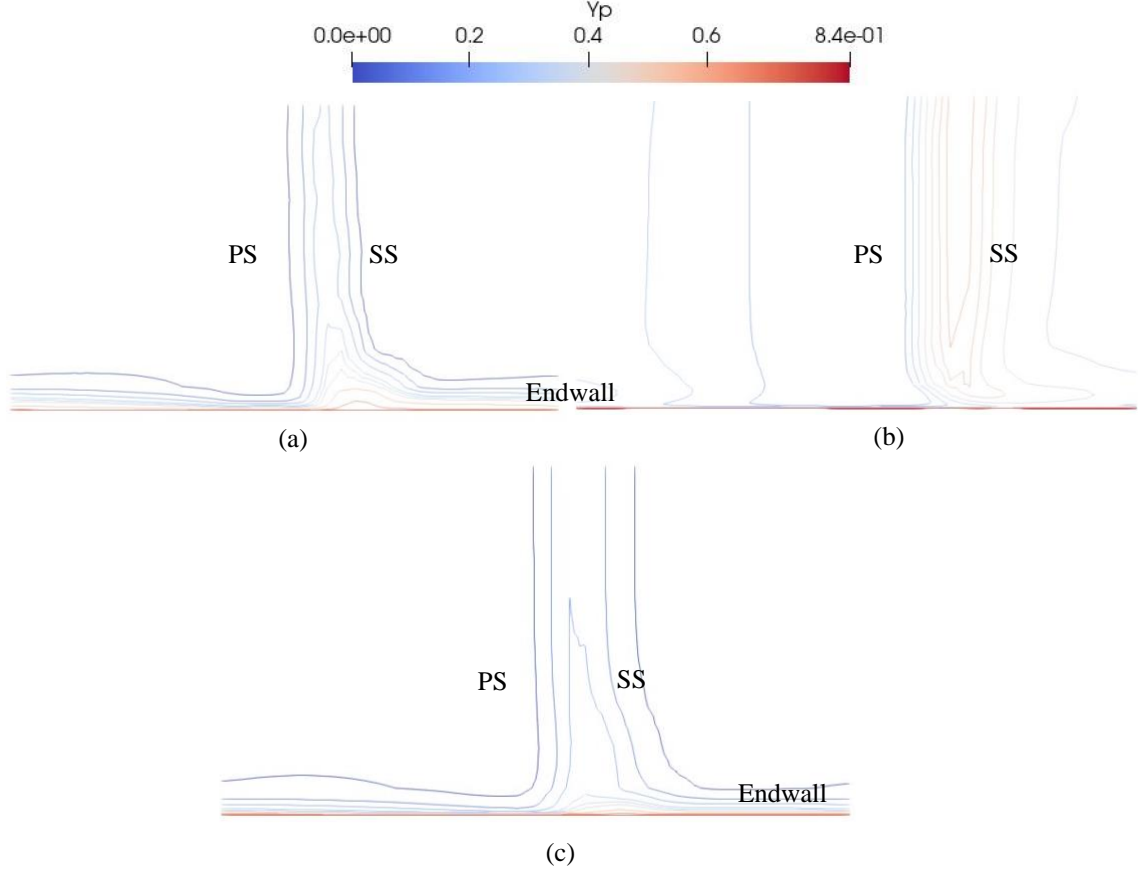 Yp
0.0e+00 0.2 0.4 0.6 8.4e-01
PS SS PS SS
Endwall
(a) (b)
PS SS
Endwall
(c)